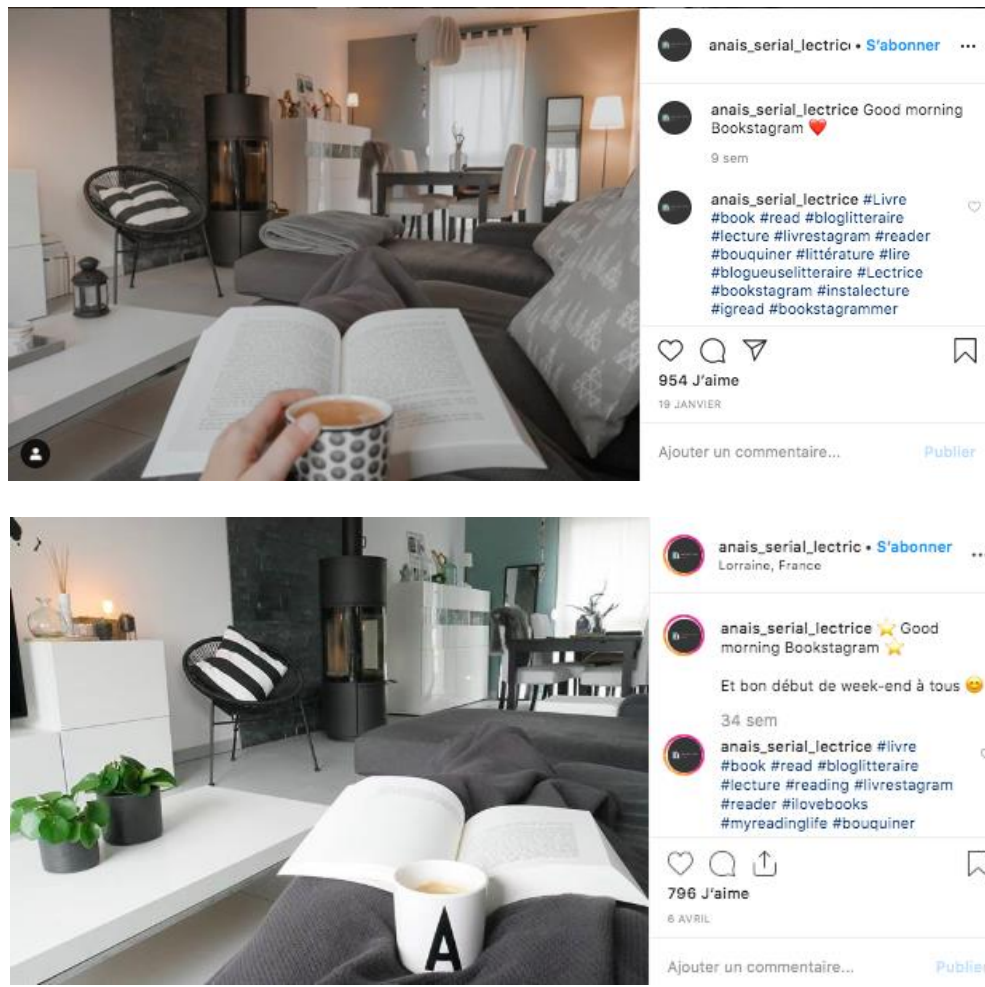 anais_serial_lectric • S'abonner ...
anais_serial_lectrice Good morning
Bookstagram ❤️
9 sem
anais_serial_lectrice #Livre
#book #read #bloglitteraire
#lecture #livrestagram #reader
#bouquiner #littérature #lire
#blogueuselitteraire #Lectrice
#bookstagram #instalecture
#igread #bookstagrammer
954 J'aime
19 JANVIER
Ajouter un commentaire... Publier
anais_serial_lectric • S'abonner ...
Lorraine, France
anais_serial_lectrice ⭐ Good
morning Bookstagram ⭐
Et bon début de week-end à tous 😊
34 sem
anais_serial_lectrice #livre
#book #read #bloglitteraire
#lecture #reading #livrestagram
#reader #ilovebooks
#myreadinglife #bouquiner
796 J'aime
6 AVRIL
Ajouter un commentaire... Publier
A